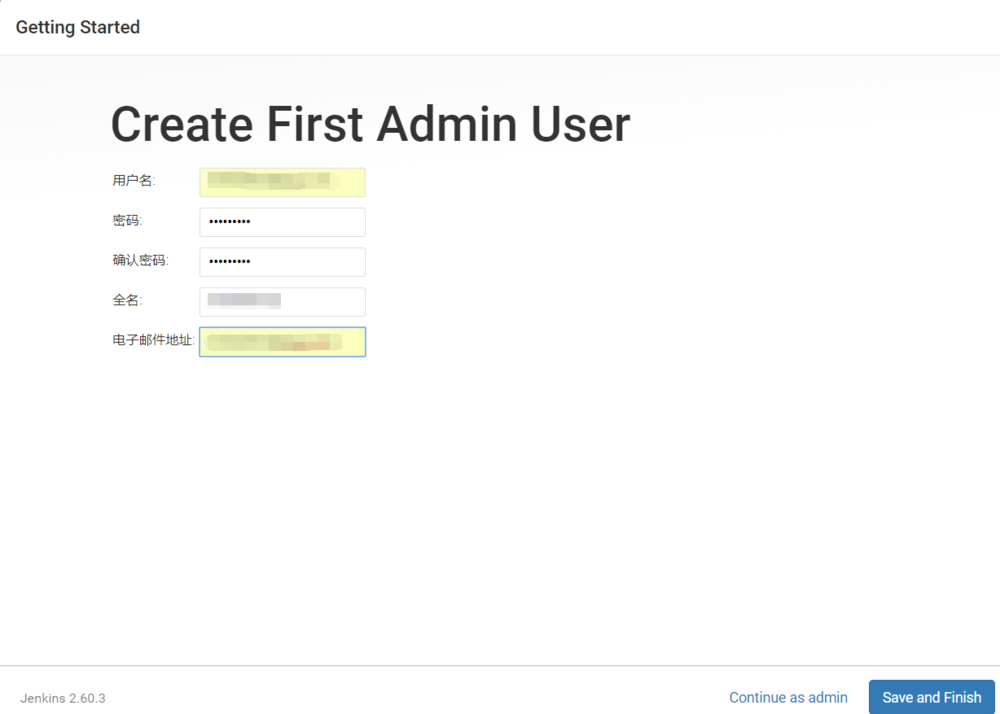 Getting Started
Create First Admin User
用户名:
密码: •••••••••
确认密码: •••••••••
全名:
电子邮件地址:
Jenkins 2.60.3 Continue as admin Save and Finish